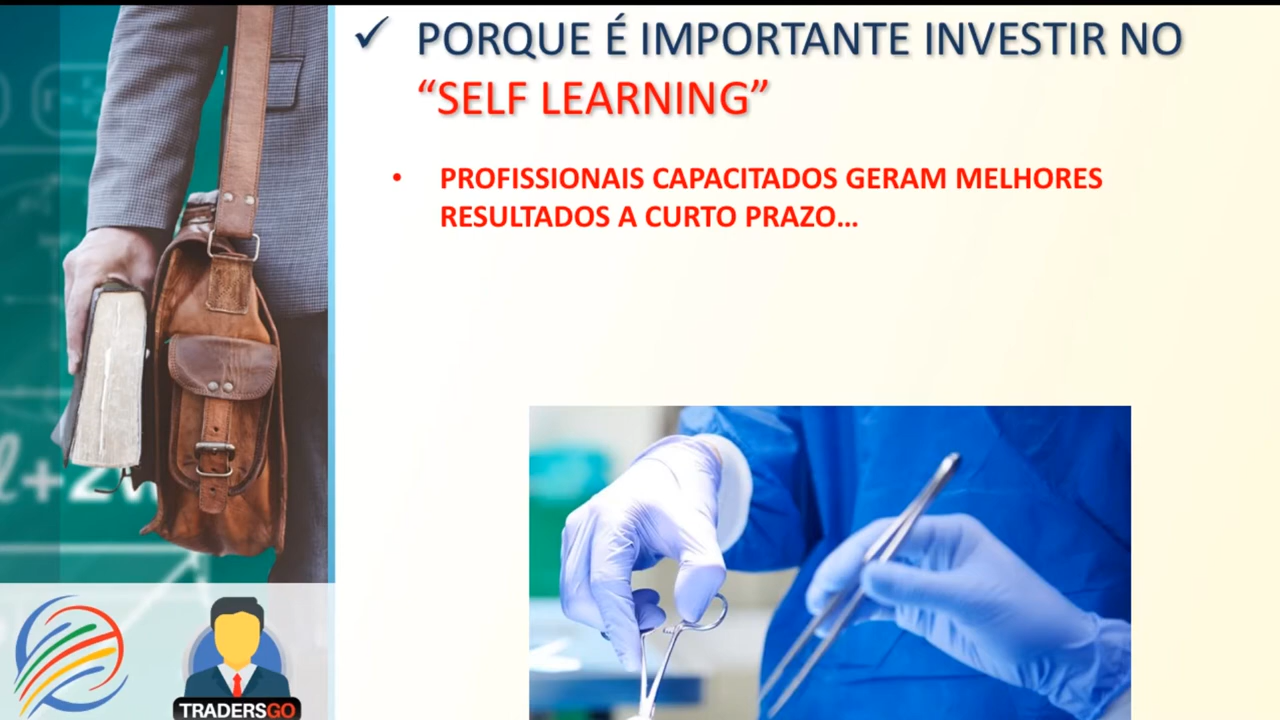 ✓ PORQUE É IMPORTANTE INVESTIR NO
“SELF LEARNING”
• PROFISSIONAIS CAPACITADOS GERAM MELHORES
RESULTADOS A CURTO PRAZO...
TRADERSGO